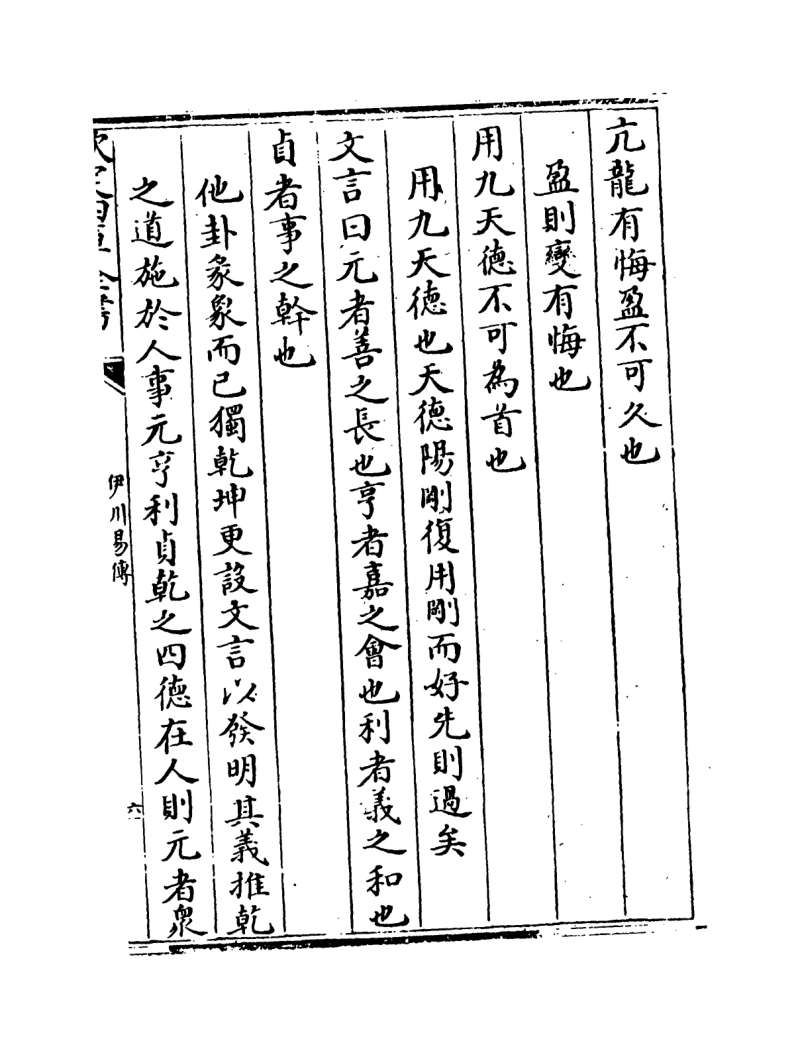 亢龍有悔盈不可久也
盈則變有悔也
用九天德不可為首也
用九天德也天德陽剛復用剛而好先則過矣
文言曰元者善之長也亨者嘉之會也利者義之和也
貞者事之幹也
他卦彖象而已獨乾坤更設文言以發明其義推乾
之道施於人事元亨利貞乾之四德在人則元者衆
伊川易傳
六